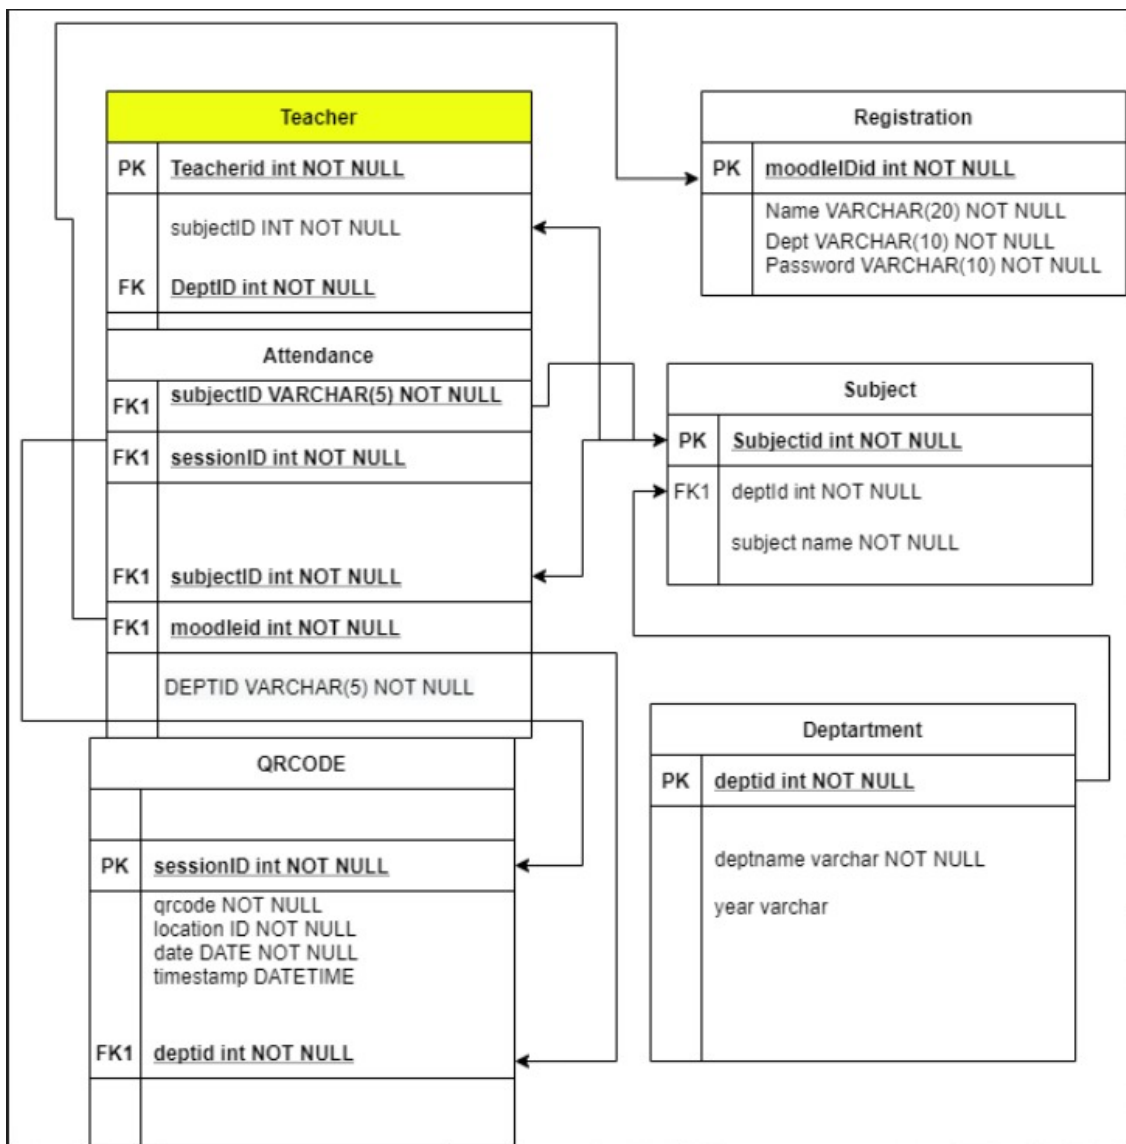 Teacher
PK Teacherid int NOT NULL
subjectID INT NOT NULL
FK DeptID int NOT NULL
Attendance
FK1 subjectID VARCHAR(5) NOT NULL
FK1 sessionID int NOT NULL
FK1 subjectID int NOT NULL
FK1 moodleid int NOT NULL
DEPTID VARCHAR(5) NOT NULL
QRCODE
PK sessionID int NOT NULL
qrcode NOT NULL
location ID NOT NULL
date DATE NOT NULL
timestamp DATETIME
FK1 deptid int NOT NULL
Registration
PK moodleIDid int NOT NULL
Name VARCHAR(20) NOT NULL
Dept VARCHAR(10) NOT NULL
Password VARCHAR(10) NOT NULL
Subject
PK Subjectid int NOT NULL
FK1 deptId int NOT NULL
subject name NOT NULL
Deptartment
PK deptid int NOT NULL
deptname varchar NOT NULL
year varchar